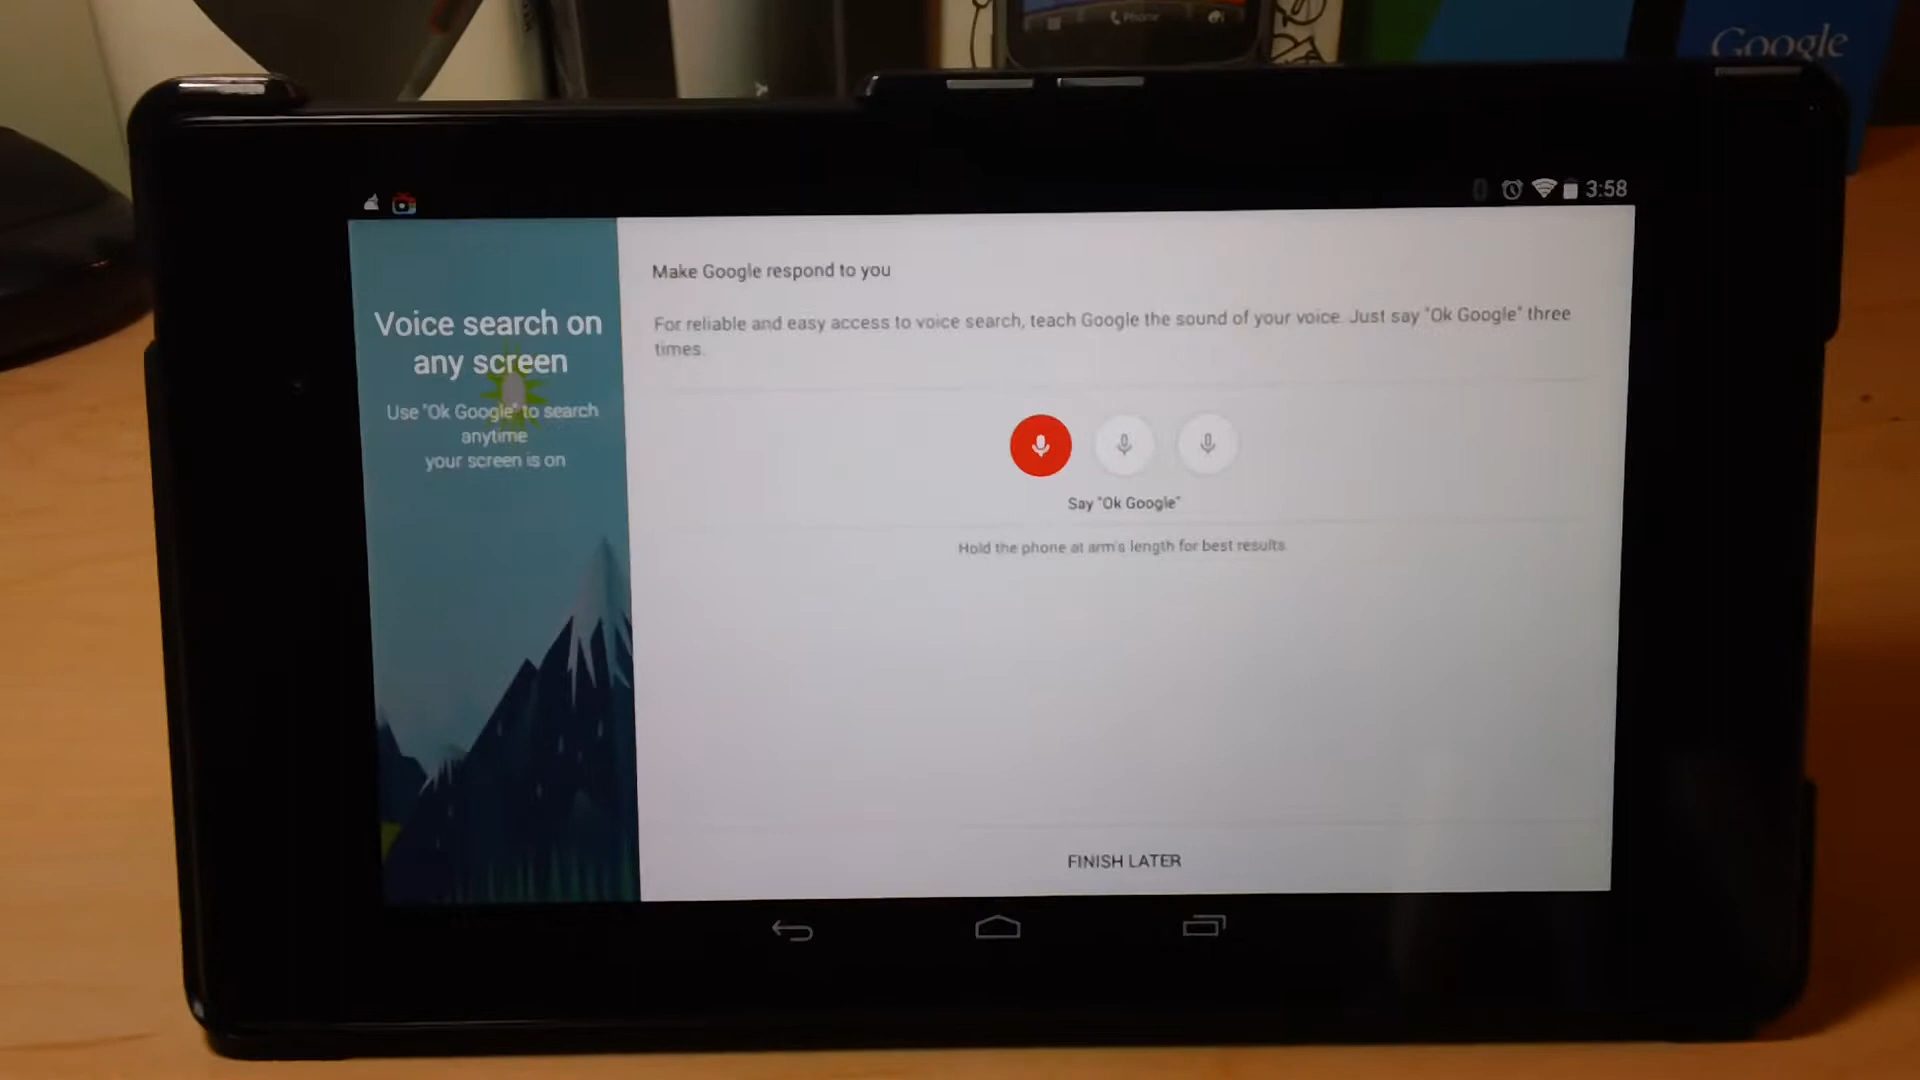 Phone
Google
3:58
Voice search on
any screen
Use "Ok Google" to search
anytime
your screen is on
Make Google respond to you
For reliable and easy access to voice search, teach Google the sound of your voice. Just say "Ok Google" three
times.
Say "Ok Google"
Hold the phone at arm's length for best results
FINISH LATER